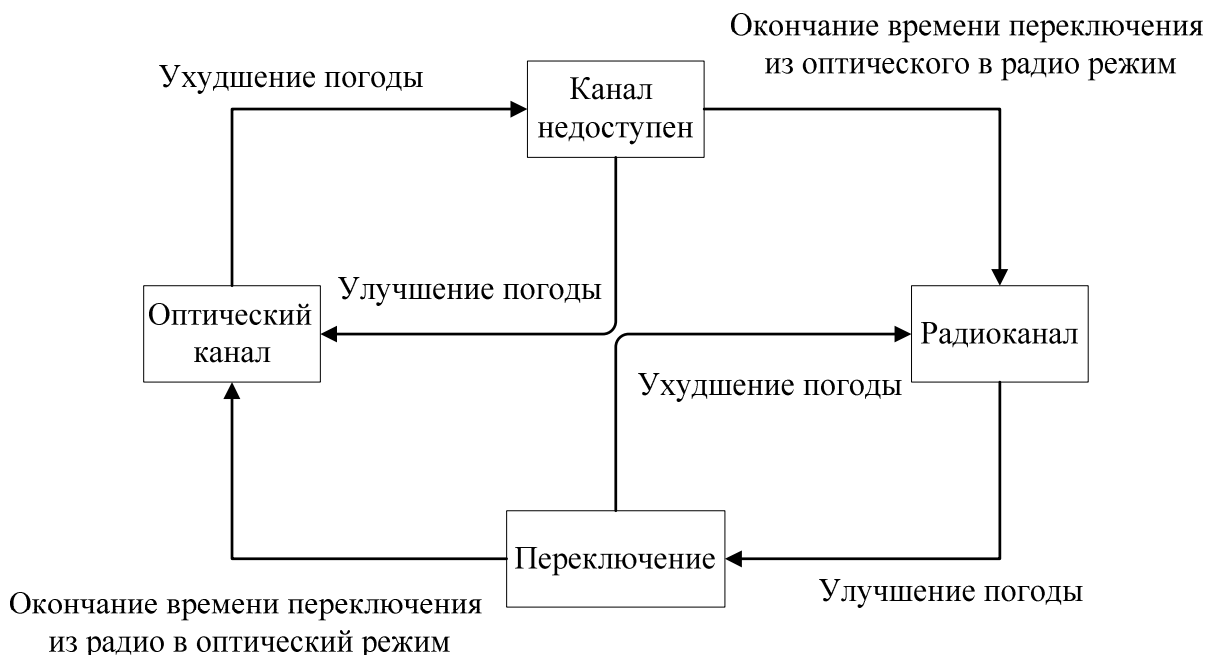 Окончание времени переключения
из оптического в радио режим
Ухудшение погоды
Канал
недоступен
Улучшение погоды
Оптический
канал
Радиоканал
Ухудшение погоды
Переключение
Улучшение погоды
Окончание времени переключения
из радио в оптический режим